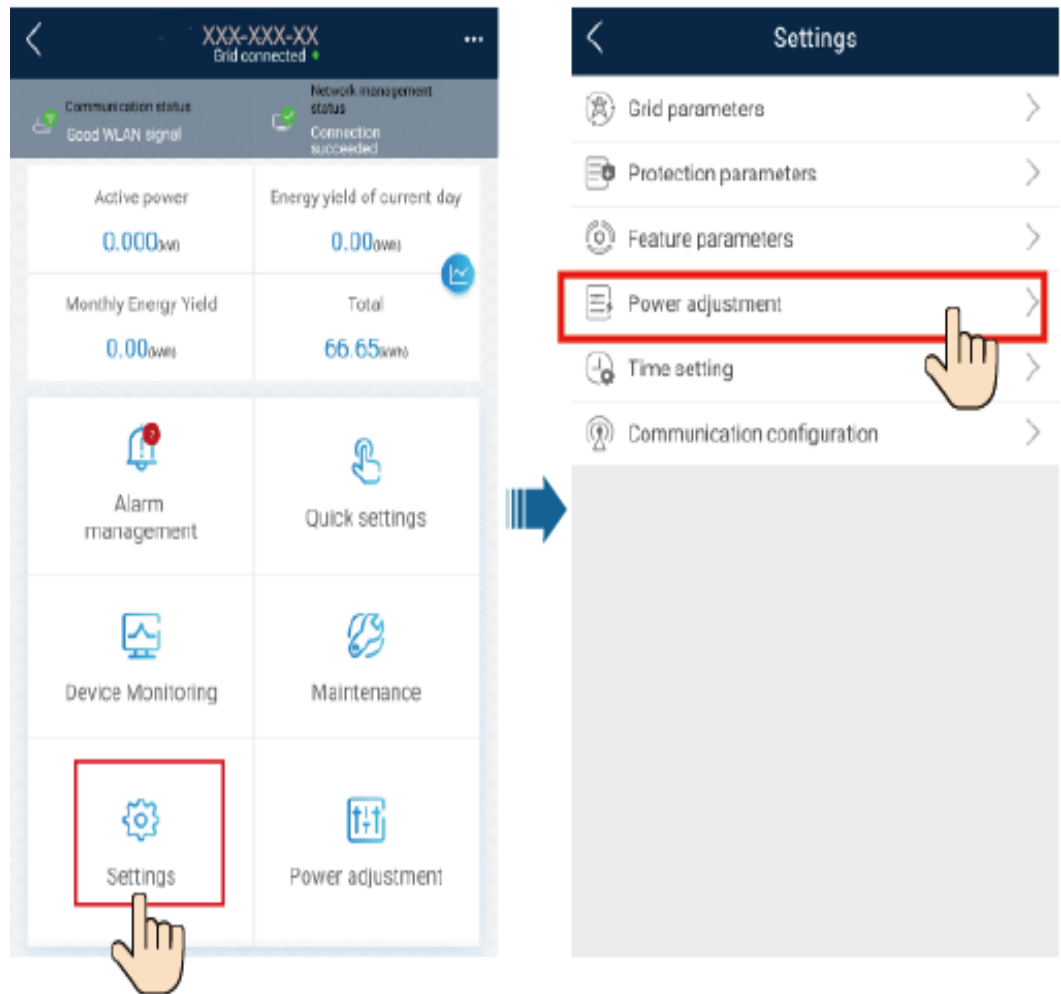 XXX-XXX-XX
Grid connected
Communication status
Good WLAN signal
Network management
status
Connection
succeeded
Active power
0.000(kW)
Energy yield of current day
0.00(kWh)
Monthly Energy Yield
0.00(kWh)
Total
66.65(kWh)
Alarm
management
Quick settings
Device Monitoring
Maintenance
Settings
Power adjustment
Settings
Grid parameters
Protection parameters
Feature parameters
Power adjustment
Time setting
Communication configuration